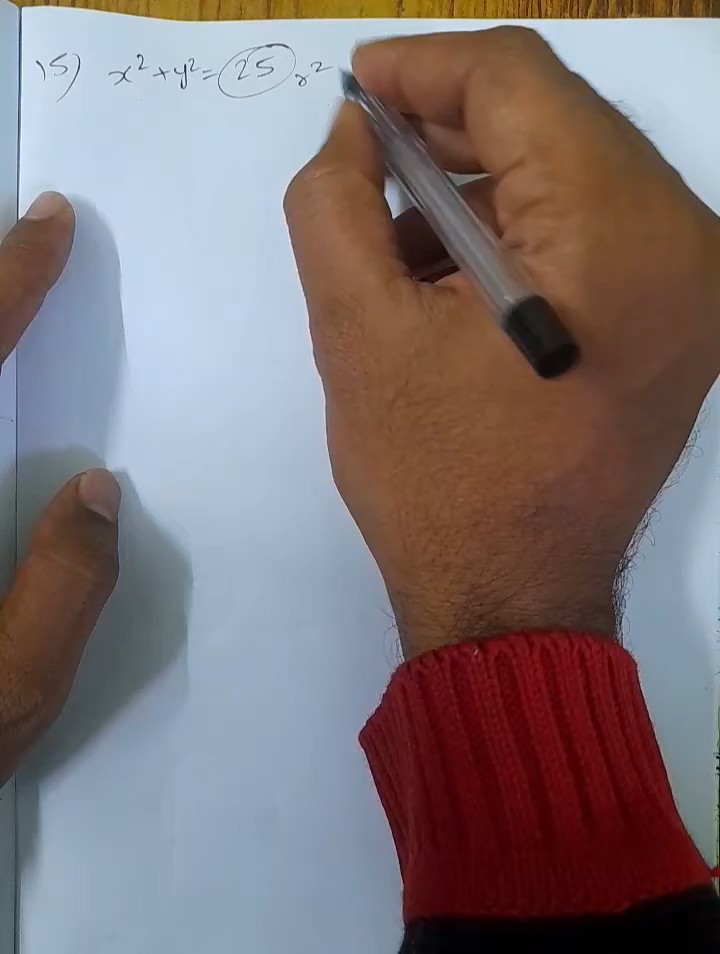 15) x² + y² = 25 r²